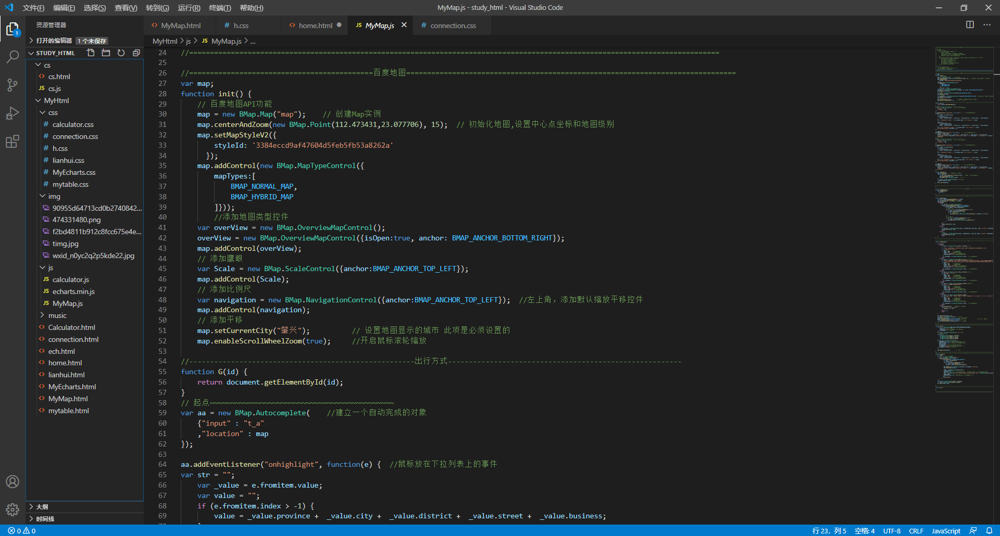 文件(F) 编辑(E) 选择(S) 查看(V) 转到(G) 运行(R) 终端(T) 帮助(H)
MyMap.js - study_html - Visual Studio Code
资源管理器
打开的编辑器 1 个未保存
STUDY_HTML
cs
cs.html
JS cs.js
MyHtml
css
# calculator.css
# connection.css
# h.css
# lianhui.css
# MyEcharts.css
# mytable.css
img
90955d64713cd0b2740842...
474331480.png
f2bd4811b912c8fcc675e4e...
timg.jpg
wxid_n0yc2q2p5kde22.jpg
js
JS calculator.js
JS echarts.min.js
JS MyMap.js
music
Calculator.html
connection.html
ech.html
home.html
lianhui.html
MyEcharts.html
MyMap.html
mytable.html
大纲
时间线
1
MyMap.html # h.css home.html JS MyMap.js # connection.css
MyHtml > js > JS MyMap.js > ...
24 //===============================================================================================================================
25
26 //============================================百度地图===============================================================================
27 var map;
28 function init() {
29 // 百度地图API功能
30 map = new BMap.Map("map"); // 创建Map实例
31 map.centerAndZoom(new BMap.Point(112.473431,23.077706), 15); // 初始化地图,设置中心点坐标和地图级别
32 map.setMapStyleV2({
33 styleId: '3384eccd9af47604d5feb5fb53a8262a'
34 });
35 map.addControl(new BMap.MapTypeControl({
36 mapTypes:[
37 BMAP_NORMAL_MAP,
38 BMAP_HYBRID_MAP
39 ]}));
40 //添加地图类型控件
41 var overView = new BMap.OverviewMapControl();
42 overView = new BMap.OverviewMapControl({isOpen:true, anchor: BMAP_ANCHOR_BOTTOM_RIGHT});
43 map.addControl(overView);
44 // 添加鹰眼
45 var Scale = new BMap.ScaleControl({anchor:BMAP_ANCHOR_TOP_LEFT});
46 map.addControl(Scale);
47 // 添加比例尺
48 var navigation = new BMap.NavigationControl({anchor:BMAP_ANCHOR_TOP_LEFT}); //左上角，添加默认缩放平移控件
49 map.addControl(navigation);
50 // 添加平移
51 map.setCurrentCity("肇兴"); // 设置地图显示的城市 此项是必须设置的
52 map.enableScrollWheelZoom(true); //开启鼠标滚轮缩放
53
54 //------------------------------------------------------出行方式--------------------------------------------------------
55 function G(id) {
56 return document.getElementById(id);
57 }
58 // 起点~~~~~~~~~~~~~~~~~~~~~~~~~~~~~~~~~~~~~~~~~~~~
59 var aa = new BMap.Autocomplete( //建立一个自动完成的对象
60 {"input" : "t_a"
61 ,"location" : map
62 });
63
64 aa.addEventListener("onhighlight", function(e) { //鼠标放在下拉列表上的事件
65 var str = "";
66 var _value = e.fromitem.value;
67 var value = "";
68 if (e.fromitem.index > -1) {
69 value = _value.province + _value.city + _value.district + _value.street + _value.business;
0 0
行 23，列 5 空格: 4 UTF-8 CRLF JavaScript